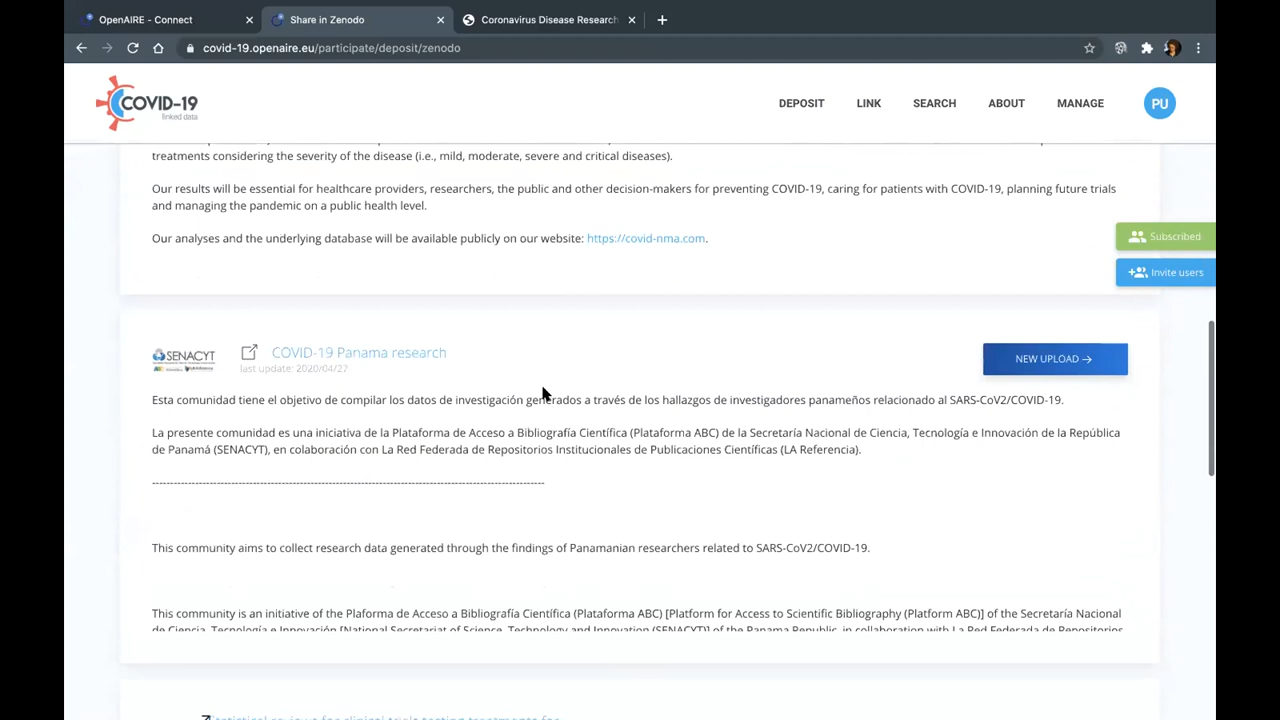 OpenAIRE - Connect
Share in Zenodo
Coronavirus Disease Research
covid-19.openaire.eu/participate/deposit/zenodo
COVID-19
linked data
DEPOSIT
LINK
SEARCH
ABOUT
MANAGE
PU
treatments considering the severity of the disease (i.e., mild, moderate, severe and critical diseases).
Our results will be essential for healthcare providers, researchers, the public and other decision-makers for preventing COVID-19, caring for patients with COVID-19, planning future trials
and managing the pandemic on a public health level.
Our analyses and the underlying database will be available publicly on our website: https://covid-nma.com.
Subscribed
Invite users
SENACYT
COVID-19 Panama research
last update: 2020/04/27
NEW UPLOAD →
Esta comunidad tiene el objetivo de compilar los datos de investigación generados a través de los hallazgos de investigadores panameños relacionado al SARS-CoV2/COVID-19.
La presente comunidad es una iniciativa de la Plataforma de Acceso a Bibliografía Científica (Plataforma ABC) de la Secretaría Nacional de Ciencia, Tecnología e Innovación de la República
de Panamá (SENACYT), en colaboración con La Red Federada de Repositorios Institucionales de Publicaciones Científicas (LA Referencia).
This community aims to collect research data generated through the findings of Panamanian researchers related to SARS-CoV2/COVID-19.
This community is an initiative of the Plaforma de Acceso a Bibliografía Científica (Plataforma ABC) [Platform for Access to Scientific Bibliography (Platform ABC)] of the Secretaría Nacional
de Ciencia, Tecnología e Innovación [National Secretariat of Science, Technology and Innovation (SENACYT)] of the Panama Republic, in collaboration with La Red Federada de Repositorios
Statistical reviews for clinical trials testing treatments for